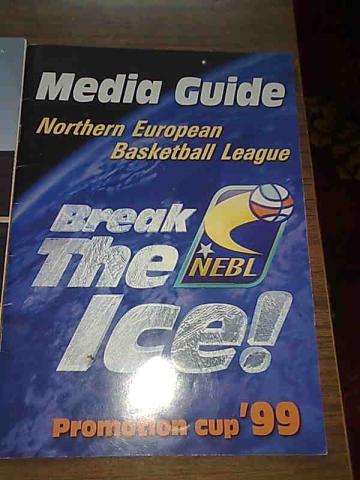 Media Guide
Northern European
Basketball League
Break
The
Ice!
NEBL
Promotion cup '99